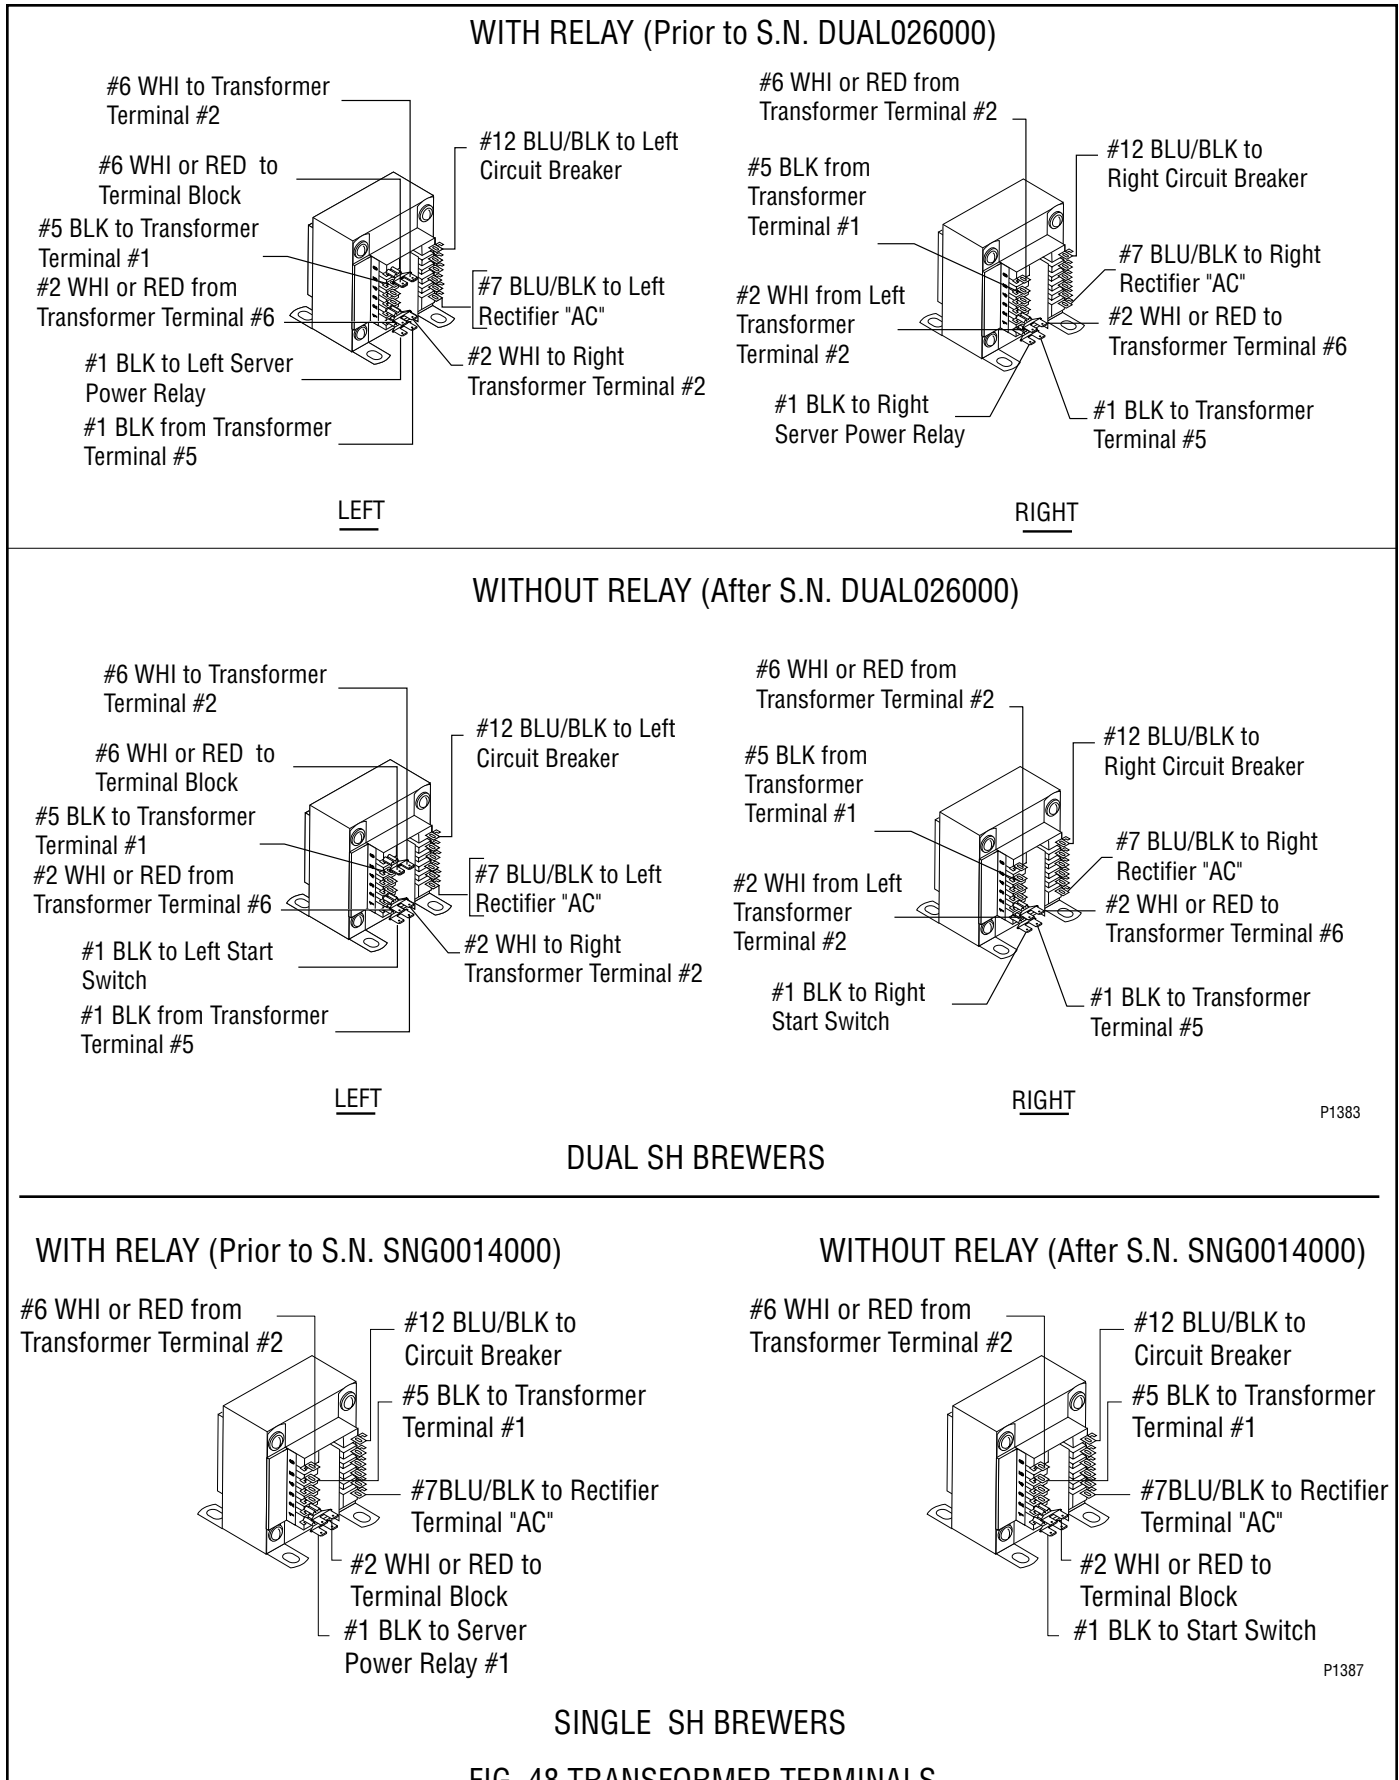 WITH RELAY (Prior to S.N. DUAL026000)
#6 WHI to Transformer
Terminal #2
#6 WHI or RED to
Terminal Block
#5 BLK to Transformer
Terminal #1
#2 WHI or RED from
Transformer Terminal #6
#1 BLK to Left Server
Power Relay
#1 BLK from Transformer
Terminal #5
#12 BLU/BLK to Left
Circuit Breaker
#7 BLU/BLK to Left
Rectifier "AC"
#2 WHI to Right
Transformer Terminal #2
LEFT
#6 WHI or RED from
Transformer Terminal #2
#5 BLK from
Transformer
Terminal #1
#2 WHI from Left
Transformer
Terminal #2
#1 BLK to Right
Server Power Relay
#12 BLU/BLK to
Right Circuit Breaker
#7 BLU/BLK to Right
Rectifier "AC"
#2 WHI or RED to
Transformer Terminal #6
#1 BLK to Transformer
Terminal #5
RIGHT
WITHOUT RELAY (After S.N. DUAL026000)
#6 WHI to Transformer
Terminal #2
#6 WHI or RED to
Terminal Block
#5 BLK to Transformer
Terminal #1
#2 WHI or RED from
Transformer Terminal #6
#1 BLK to Left Start
Switch
#1 BLK from Transformer
Terminal #5
#12 BLU/BLK to Left
Circuit Breaker
#7 BLU/BLK to Left
Rectifier "AC"
#2 WHI to Right
Transformer Terminal #2
LEFT
#6 WHI or RED from
Transformer Terminal #2
#5 BLK from
Transformer
Terminal #1
#2 WHI from Left
Transformer
Terminal #2
#1 BLK to Right
Start Switch
#12 BLU/BLK to
Right Circuit Breaker
#7 BLU/BLK to Right
Rectifier "AC"
#2 WHI or RED to
Transformer Terminal #6
#1 BLK to Transformer
Terminal #5
RIGHT
P1383
DUAL SH BREWERS
WITH RELAY (Prior to S.N. SNG0014000)
#6 WHI or RED from
Transformer Terminal #2
#12 BLU/BLK to
Circuit Breaker
#5 BLK to Transformer
Terminal #1
#7BLU/BLK to Rectifier
Terminal "AC"
#2 WHI or RED to
Terminal Block
#1 BLK to Server
Power Relay #1
WITHOUT RELAY (After S.N. SNG0014000)
#6 WHI or RED from
Transformer Terminal #2
#12 BLU/BLK to
Circuit Breaker
#5 BLK to Transformer
Terminal #1
#7BLU/BLK to Rectifier
Terminal "AC"
#2 WHI or RED to
Terminal Block
#1 BLK to Start Switch
P1387
SINGLE SH BREWERS
FIG. 48 TRANSFORMER TERMINALS